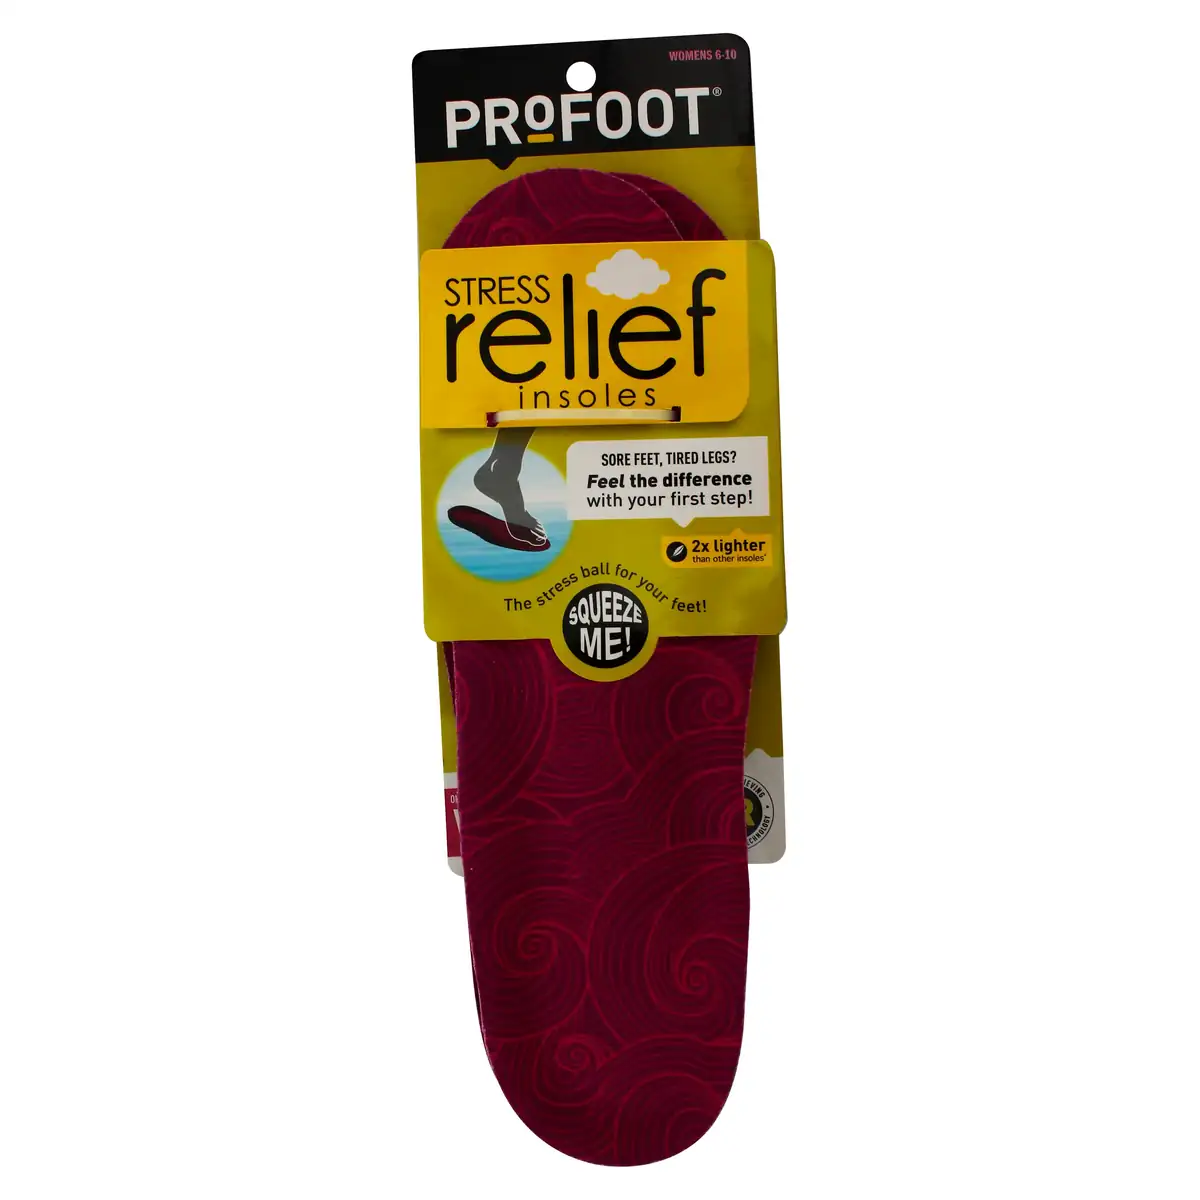 WOMENS 6-10
PROFOOT®
STRESS
relief
insoles
SORE FEET, TIRED LEGS?
Feel the difference
with your first step!
2x lighter
than other insoles*
The stress ball for your feet!
SQUEEZE
ME!